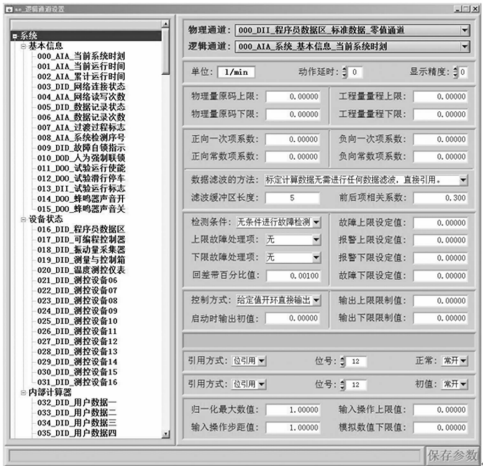 逻辑通道设置
系统
基本信息
000_AIA_当前系统时刻
001_AIA_当前运行时间
002_AIA_累计运行时间
003_DID_网络连接状态
004_DID_网络读写次数
005_DID_数据记录状态
006_AIA_数据记录次数
007_AIA_过渡过程标志
008_AIA_系统检测序号
009_DID_故障自锁指示
010_DOD_人为强制联锁
011_DOO_试验运行使能
012_DOO_试验滑行停车
013_DII_试验运行标志
014_DOO_蜂鸣器声音开
015_DOO_蜂鸣器声音关
设备状态
016_DID_程序员数据区
017_DID_可编程控制器
018_DID_振动量采集器
019_DID_测量与控制箱
020_DID_温度测控仪表
021_DID_测控设备06
022_DID_测控设备07
023_DID_测控设备08
024_DID_测控设备09
025_DID_测控设备10
026_DID_测控设备11
027_DID_测控设备12
028_DID_测控设备13
029_DID_测控设备14
030_DID_测控设备15
031_DID_测控设备16
内部计算器
032_DID_用户数据一
033_DID_用户数据二
034_DID_用户数据三
035_DID_用户数据四
物理通道: 000_DII_程序员数据区_标准数据_零值通道
逻辑通道: 000_AIA_系统_基本信息_当前系统时刻
单位: 1/min 动作延时: 0 显示精度: 0
物理量原码上限: 0.00000 工程量量程上限: 0.00000
物理量原码下限: 0.00000 工程量量程下限: 0.00000
正向一次项系数: 0.00000 负向一次项系数: 0.00000
正向常数项系数: 0.00000 负向常数项系数: 0.00000
数据滤波的方法: 标定计算数据无需进行任何数据滤波，直接引用。
滤波缓冲区长度: 5 前后项相关系数: 0.300
检测条件: 无条件进行故障检测 故障上限设定值: 0.00000
上限故障处理项: 无 报警上限设定值: 0.00000
下限故障处理项: 无 报警下限设定值: 0.00000
回差带百分比值: 0.00100 故障下限设定值: 0.00000
控制方式: 给定值开环直接输出 输出上限限制值: 0.00000
启动时输出初值: 0.00000 输出下限限制值: 0.00000
引用方式: 位引用 位号: 12 正常: 常开
引用方式: 位引用 位号: 12 初值: 常开
归一化最大数值: 1.00000 输入操作上限值: 0.00000
输入操作步距值: 1.00000 模拟数值下限值: 0.00000
保存参数